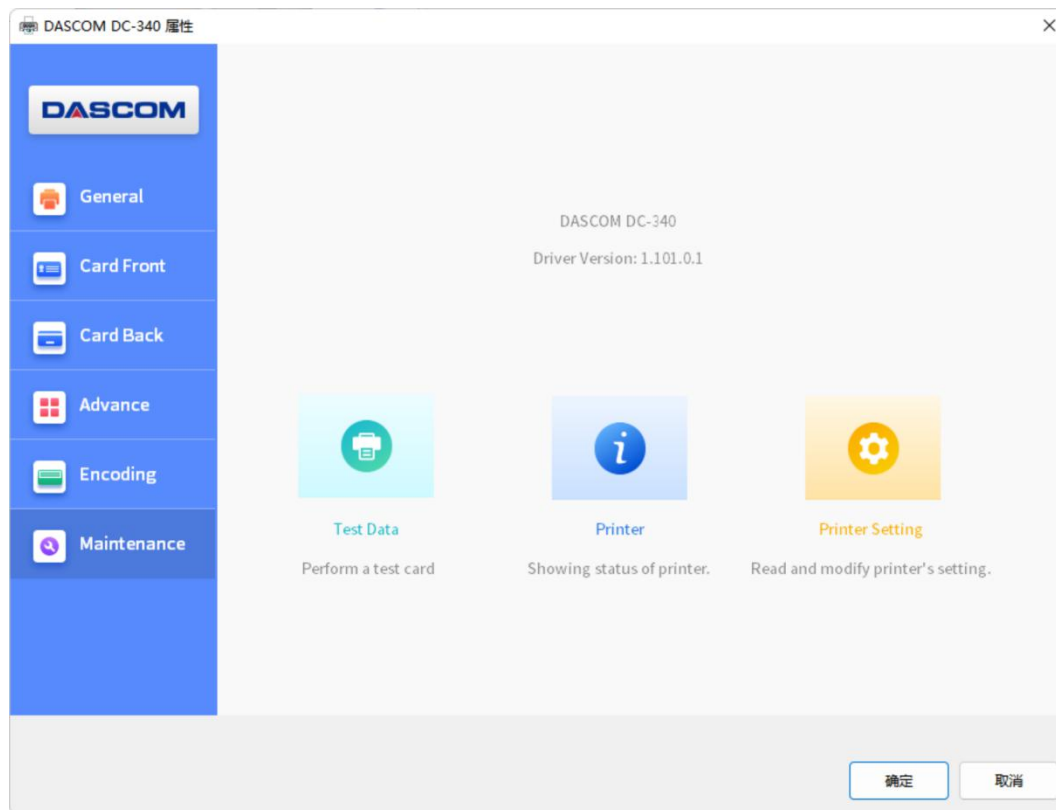 DASCOM DC-340 属性
DASCOM
General
Card Front
Card Back
Advance
Encoding
Maintenance
DASCOM DC-340
Driver Version: 1.101.0.1
Test Data
Perform a test card
Printer
Showing status of printer.
Printer Setting
Read and modify printer's setting.
确定
取消